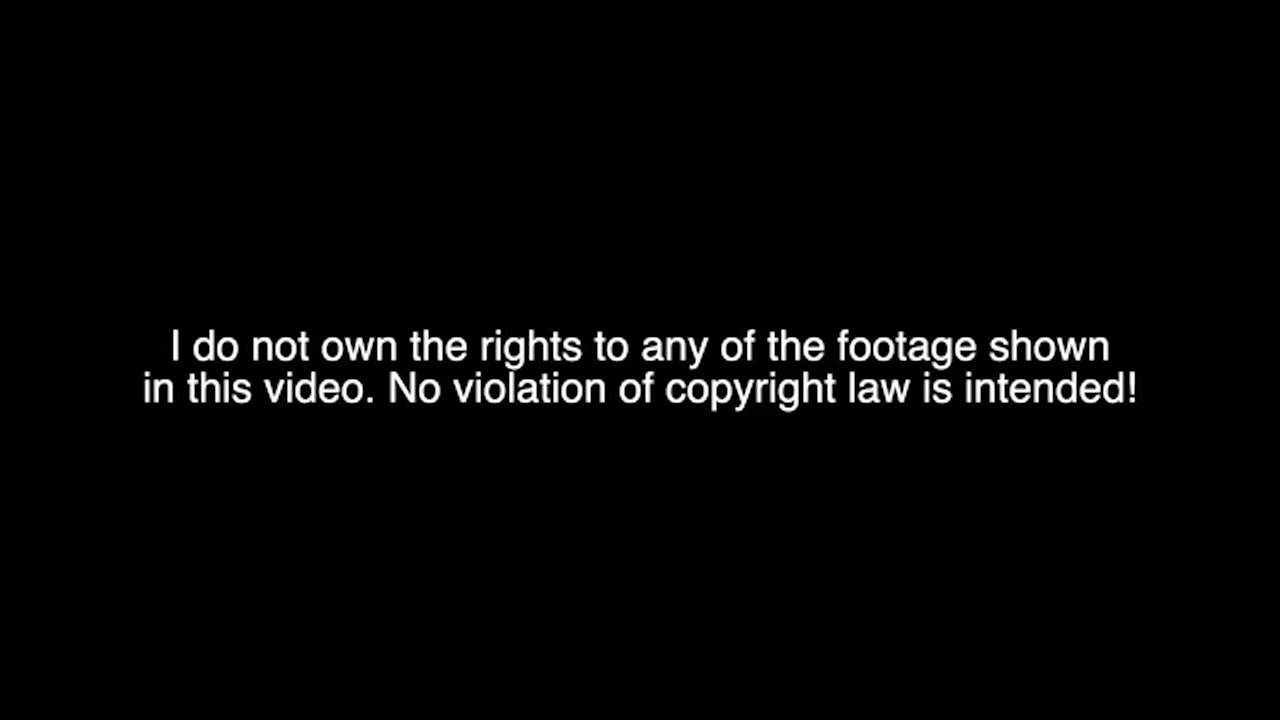 I do not own the rights to any of the footage shown
in this video. No violation of copyright law is intended!